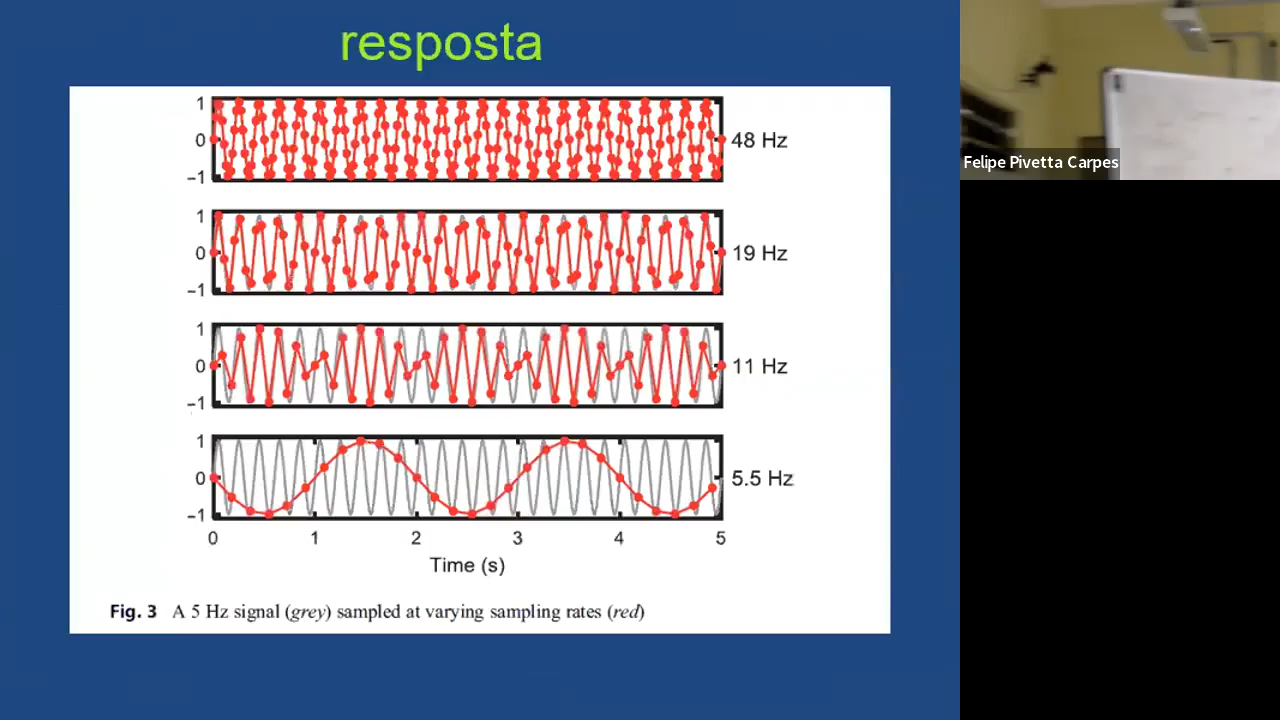 resposta
1
0
−1
48 Hz
1
0
−1
19 Hz
1
0
−1
11 Hz
1
0
−1
5.5 Hz
0 1 2 3 4 5
Time (s)
Fig. 3 A 5 Hz signal (grey) sampled at varying sampling rates (red)
Felipe Pivetta Carpes